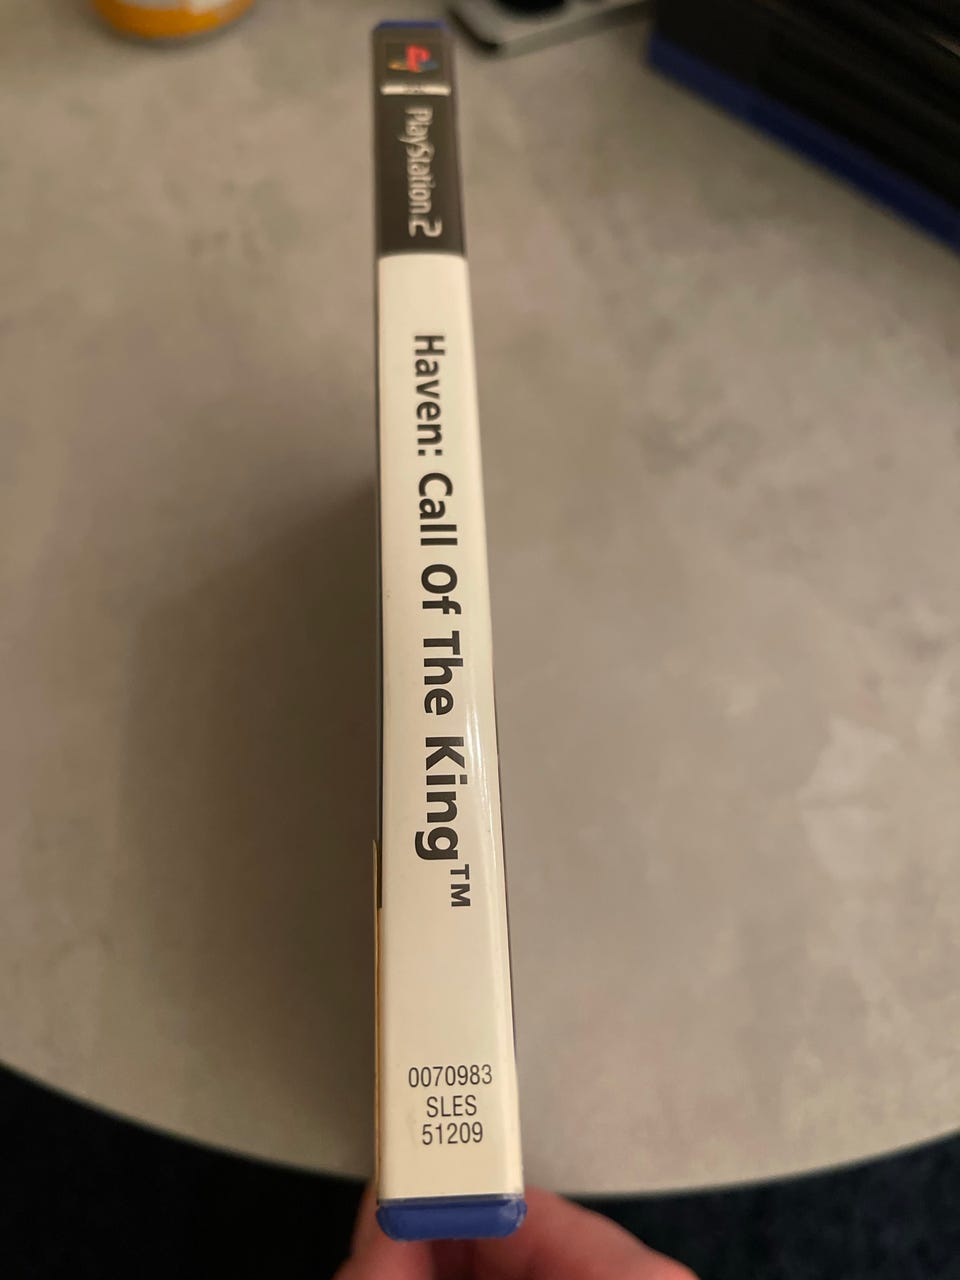 PlayStation 2
Haven: Call Of The King™
0070983
SLES
51209